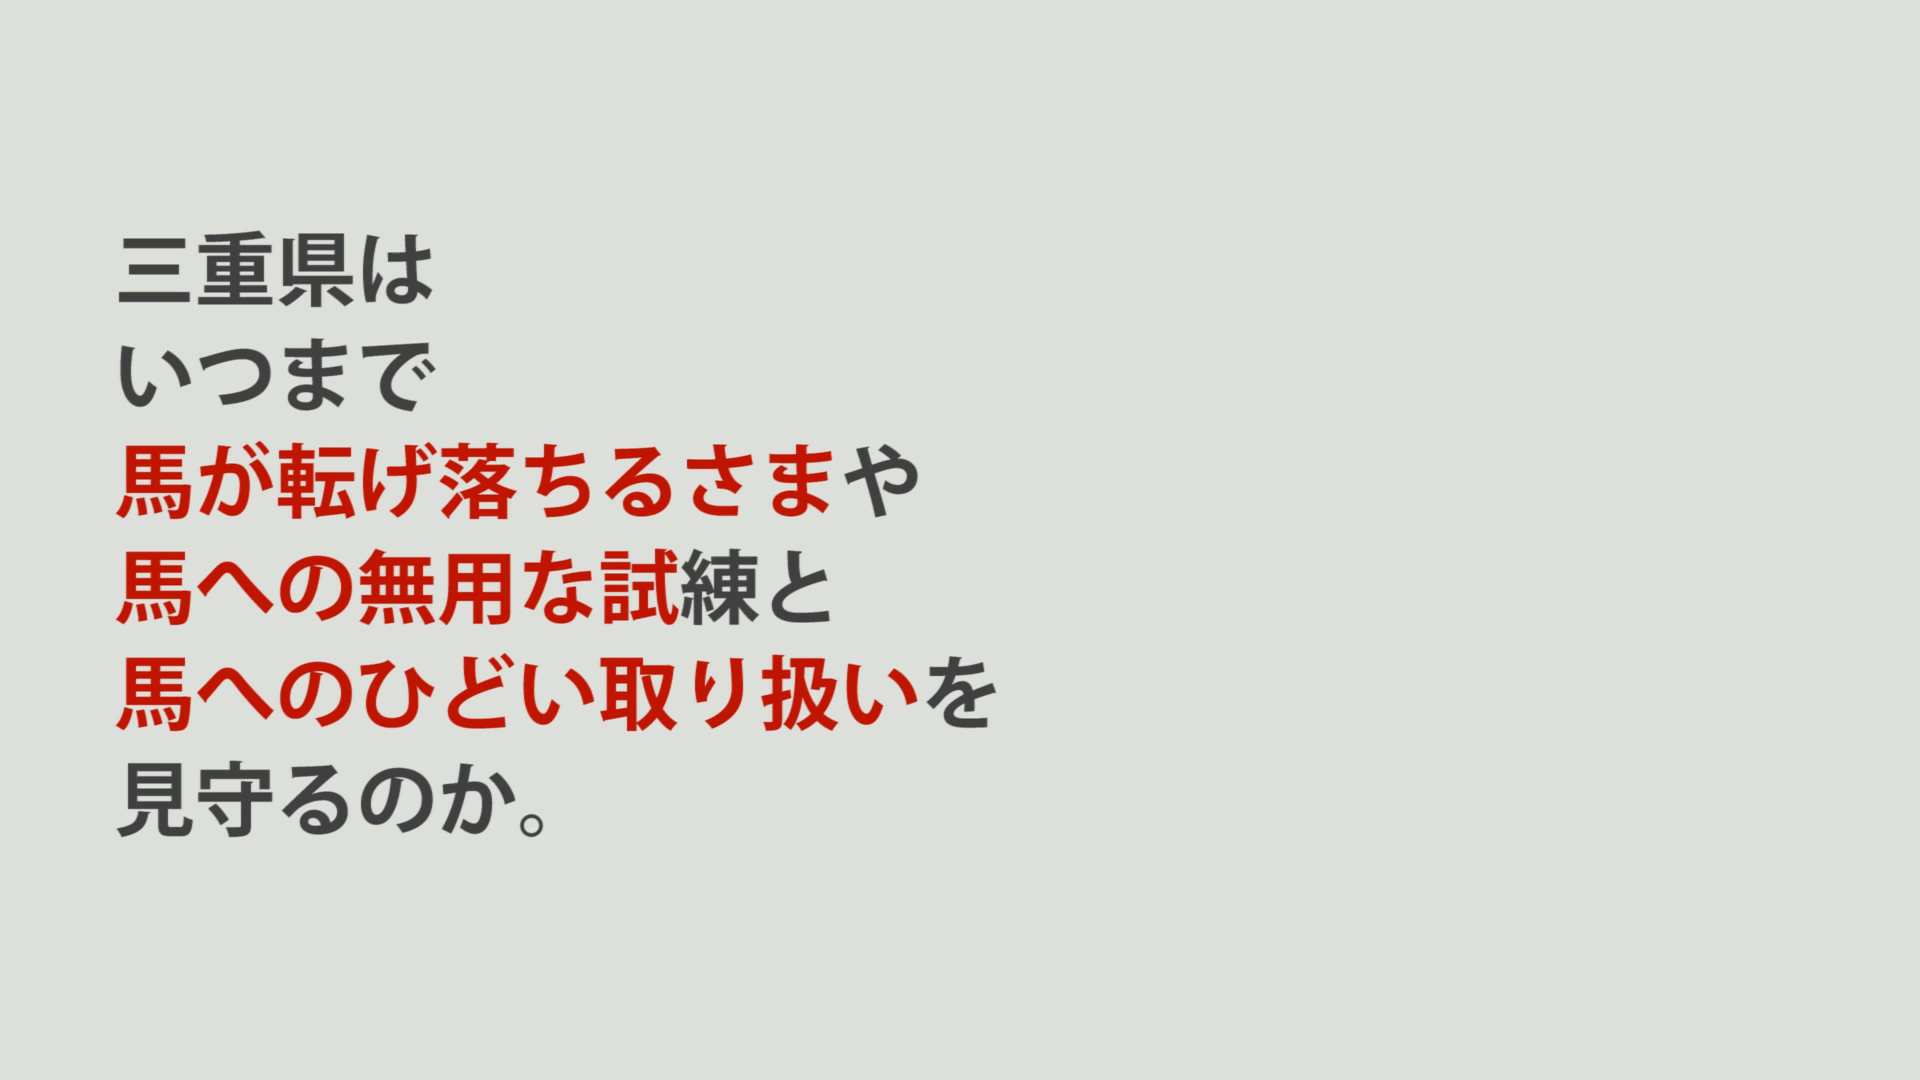 三重県は
いつまで
馬が転げ落ちるさまや
馬への無用な試練と
馬へのひどい取り扱いを
見守るのか。